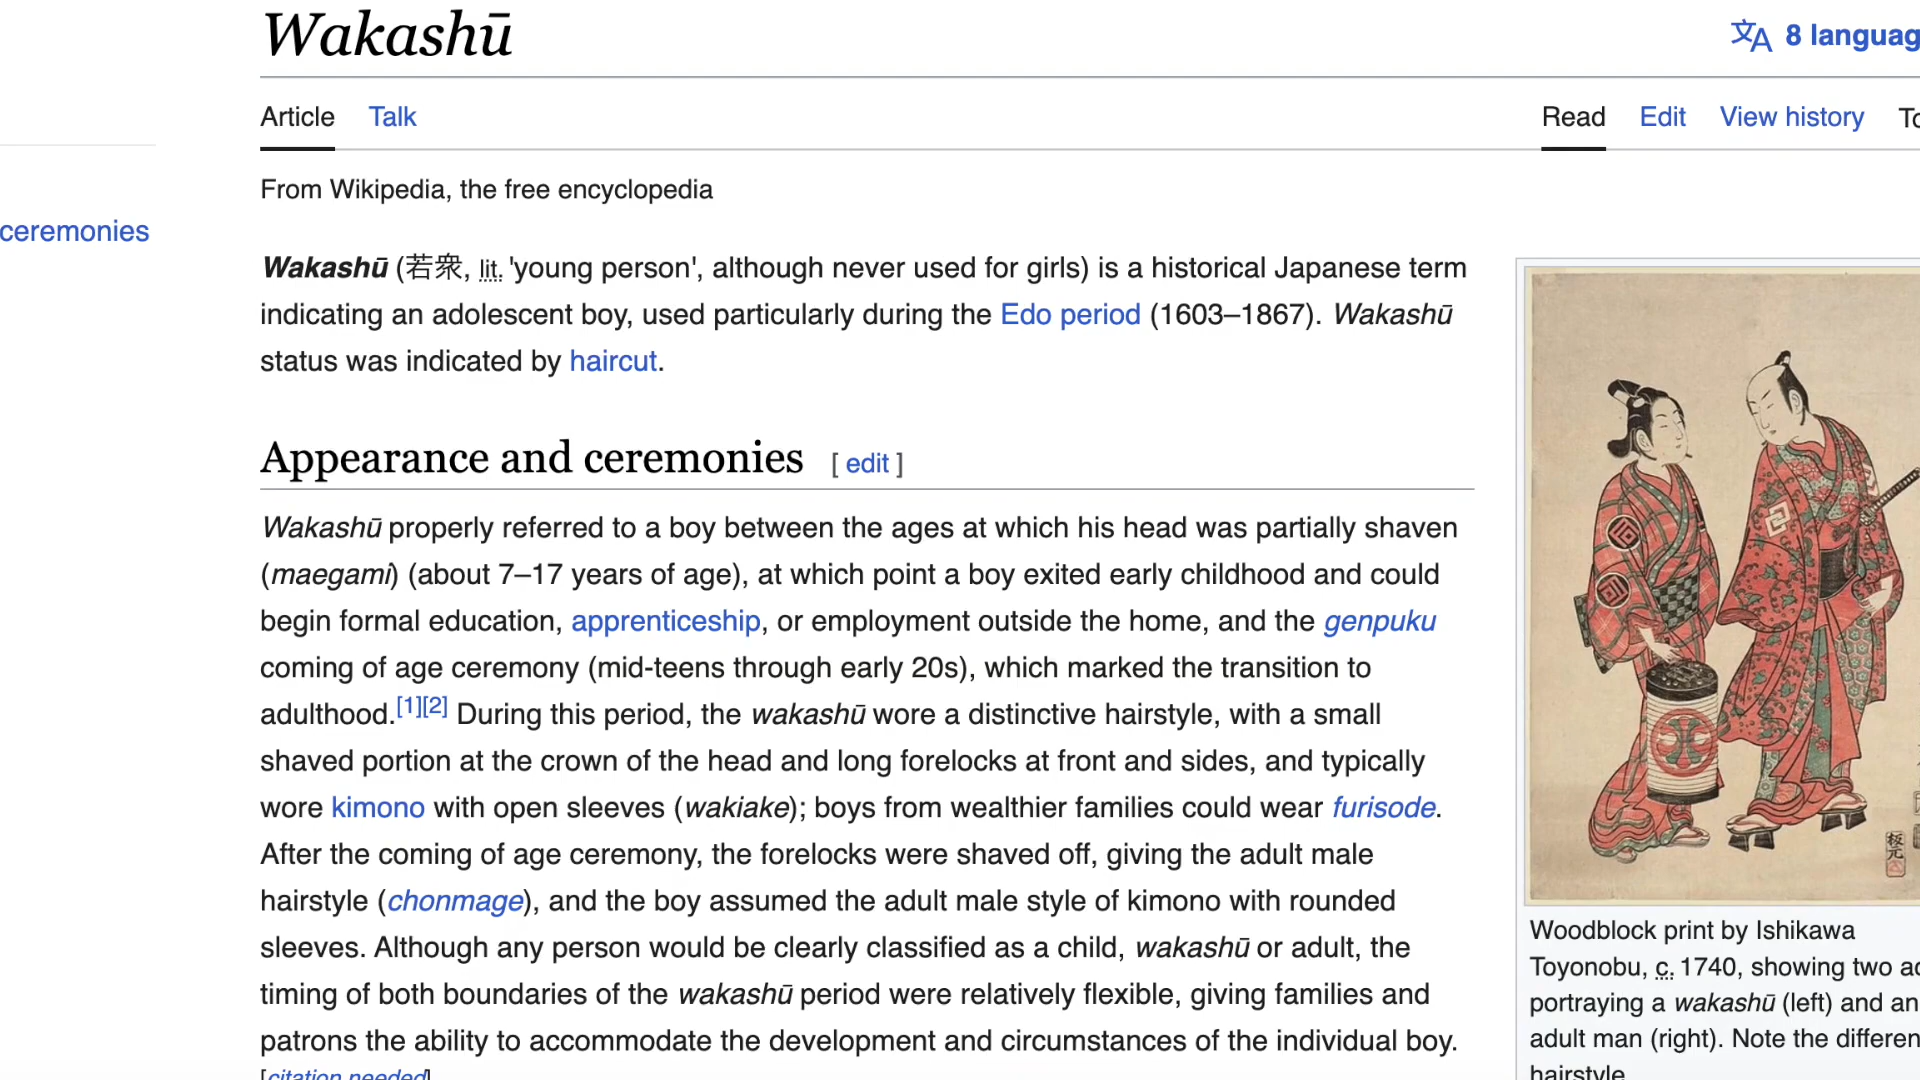 Wakashū
文A 8 languag
Article Talk
Read Edit View history To
From Wikipedia, the free encyclopedia
ceremonies
Wakashū (若衆, lit. 'young person', although never used for girls) is a historical Japanese term
indicating an adolescent boy, used particularly during the Edo period (1603–1867). Wakashū
status was indicated by haircut.
Appearance and ceremonies [ edit ]
Wakashū properly referred to a boy between the ages at which his head was partially shaven
(maegami) (about 7–17 years of age), at which point a boy exited early childhood and could
begin formal education, apprenticeship, or employment outside the home, and the genpuku
coming of age ceremony (mid-teens through early 20s), which marked the transition to
adulthood.[1][2] During this period, the wakashū wore a distinctive hairstyle, with a small
shaved portion at the crown of the head and long forelocks at front and sides, and typically
wore kimono with open sleeves (wakiake); boys from wealthier families could wear furisode.
After the coming of age ceremony, the forelocks were shaved off, giving the adult male
hairstyle (chonmage), and the boy assumed the adult male style of kimono with rounded
sleeves. Although any person would be clearly classified as a child, wakashū or adult, the
timing of both boundaries of the wakashū period were relatively flexible, giving families and
patrons the ability to accommodate the development and circumstances of the individual boy.
[citation needed]
板元
Woodblock print by Ishikawa
Toyonobu, c. 1740, showing two ac
portraying a wakashū (left) and an
adult man (right). Note the differen
hairstyle